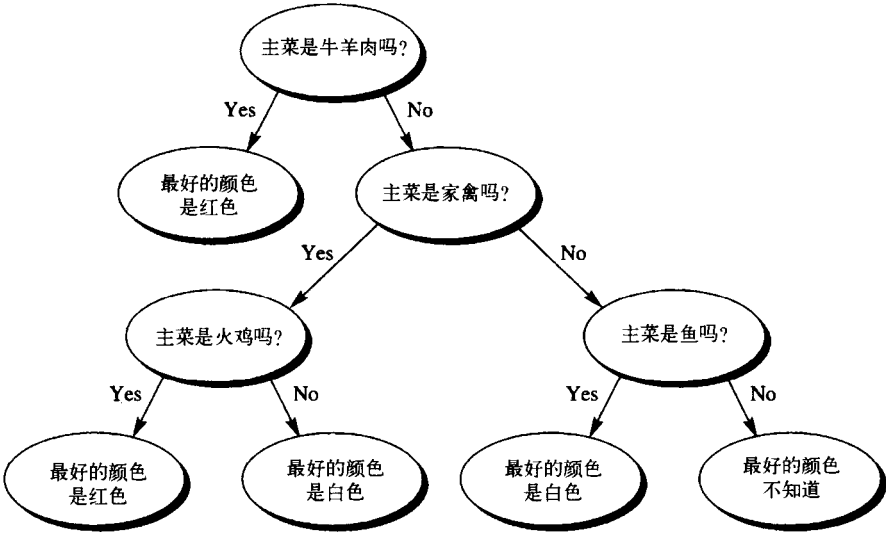 主菜是牛羊肉吗?
Yes
No
最好的颜色
是红色
主菜是家禽吗?
Yes
No
主菜是火鸡吗?
主菜是鱼吗?
Yes
No
Yes
No
最好的颜色
是红色
最好的颜色
是白色
最好的颜色
是白色
最好的颜色
不知道